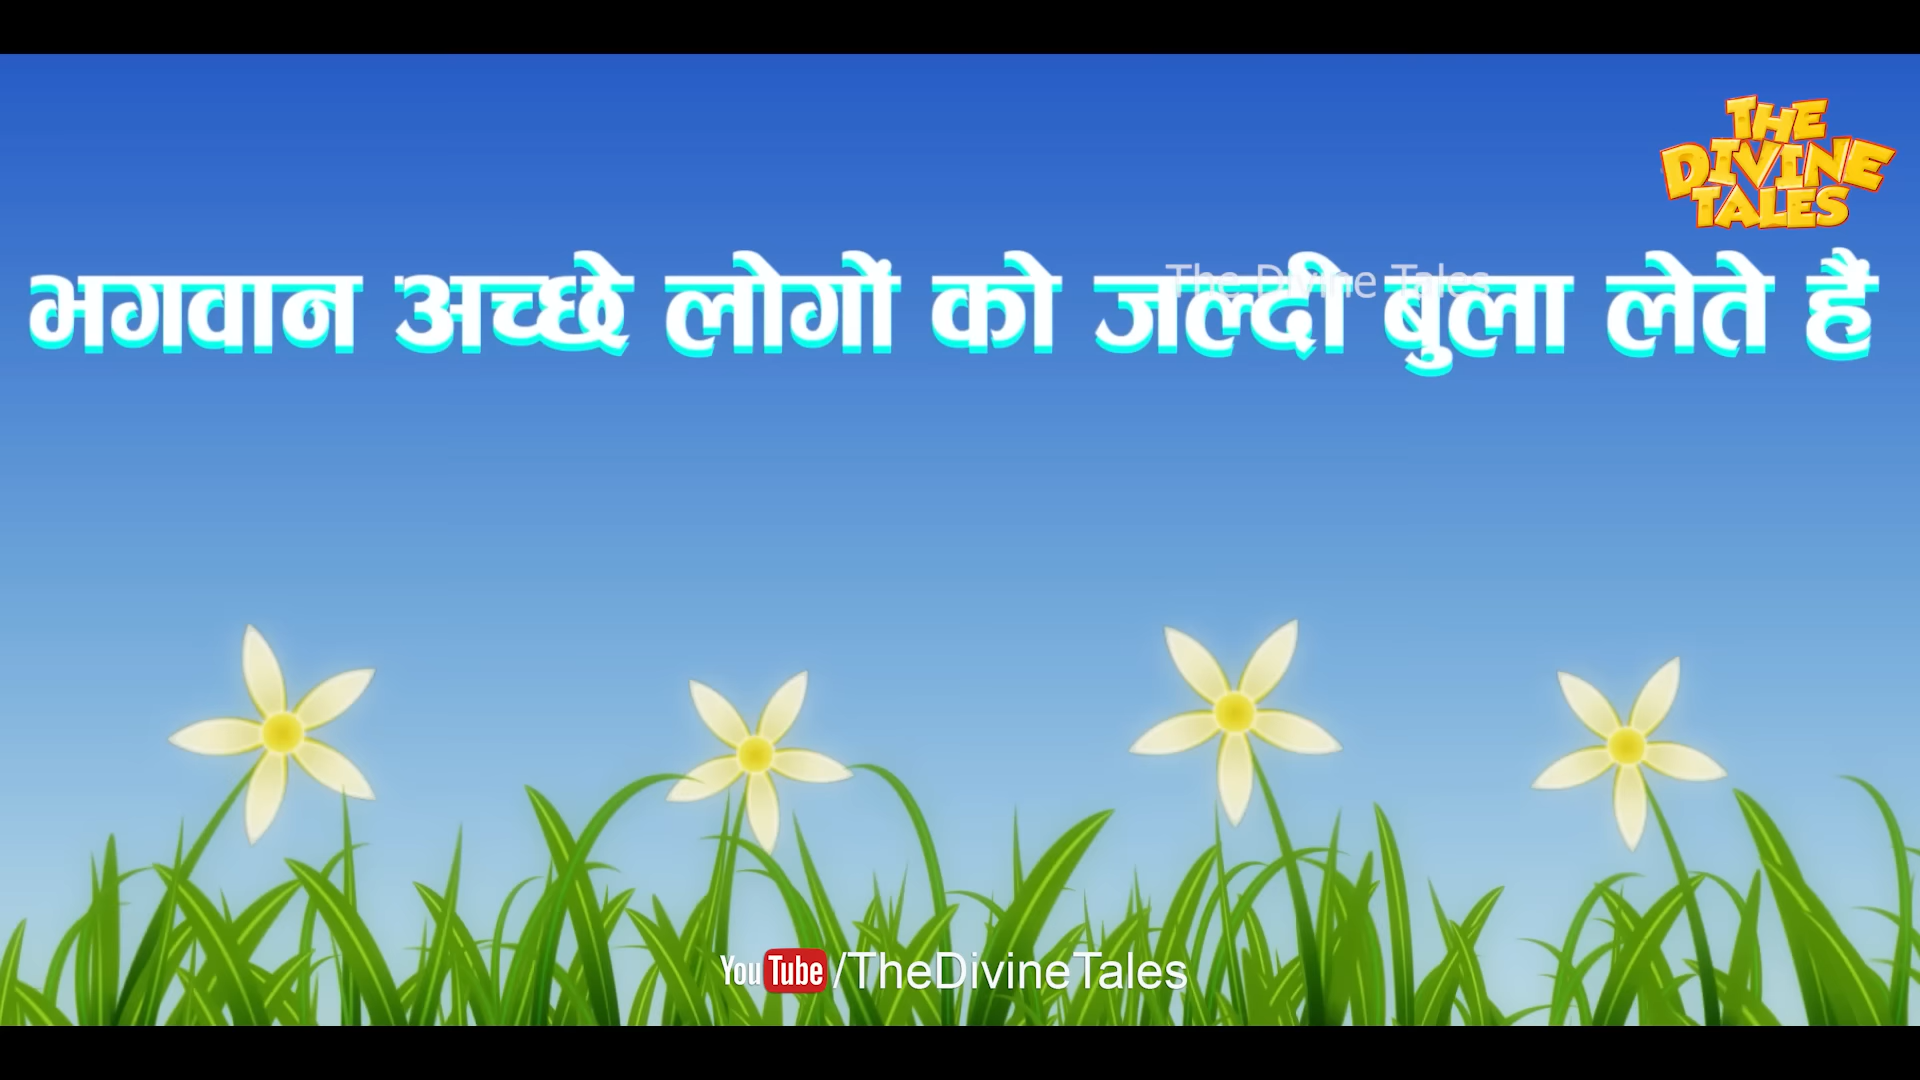 THE
DIVINE
TALES
The Divine Tales
भगवान अच्छे लोगों को जल्दी बुला लेते हैं
YouTube/TheDivineTales